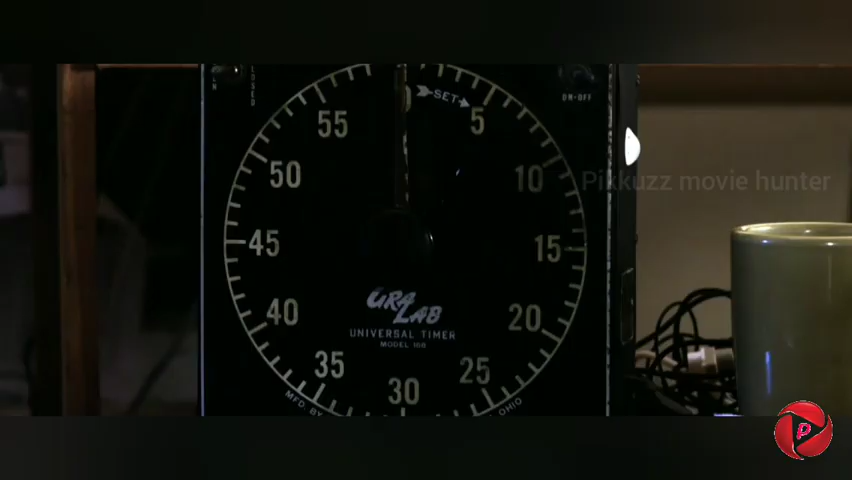 0 SET
ON-OFF
55
5
50
10
Pikkuzz movie hunter
45
15
40
20
GRA LAB
UNIVERSAL TIMER
MODEL 168
35
25
30
MFD. BY
OHIO
P